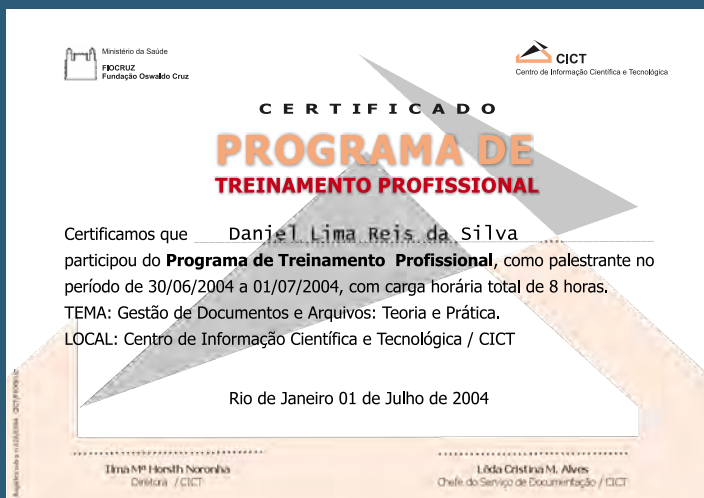 Ministério da Saúde
FIOCRUZ
Fundação Oswaldo Cruz
CICT
Centro de Informação Científica e Tecnológica
CERTIFICADO
PROGRAMA DE
TREINAMENTO PROFISSIONAL
Certificamos que Daniel Lima Reis da Silva
participou do Programa de Treinamento Profissional, como palestrante no
período de 30/06/2004 a 01/07/2004, com carga horária total de 8 horas.
TEMA: Gestão de Documentos e Arquivos: Teoria e Prática.
LOCAL: Centro de Informação Científica e Tecnológica / CICT
Rio de Janeiro 01 de Julho de 2004
Ilma Mª Horsth Noronha
Diretora / CICT
Lêda Cristina M. Alves
Chefe do Serviço de Documentação / CICT